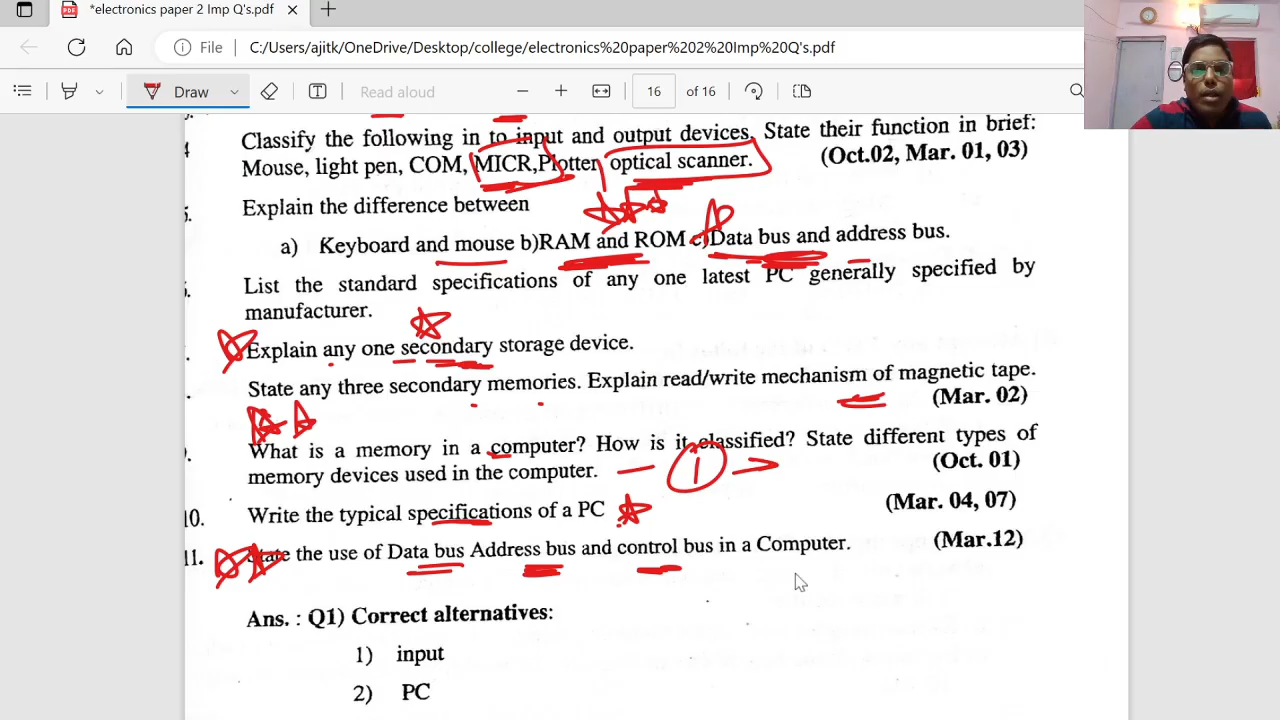 *electronics paper 2 Imp Q's.pdf
File C:/Users/ajitk/OneDrive/Desktop/college/electronics%20paper%202%20Imp%20Q's.pdf
Draw Read aloud 16 of 16
4 Classify the following in to input and output devices. State their function in brief:
Mouse, light pen, COM, MICR,Plotter, optical scanner. (Oct.02, Mar. 01, 03)
5. Explain the difference between
a) Keyboard and mouse b)RAM and ROM c)Data bus and address bus.
List the standard specifications of any one latest PC generally specified by
manufacturer.
Explain any one secondary storage device.
State any three secondary memories. Explain read/write mechanism of magnetic tape.
(Mar. 02)
9. What is a memory in a computer? How is it classified? State different types of
memory devices used in the computer. 1 (Oct. 01)
10. Write the typical specifications of a PC (Mar. 04, 07)
11. State the use of Data bus Address bus and control bus in a Computer. (Mar.12)
Ans. : Q1) Correct alternatives:
1) input
2) PC